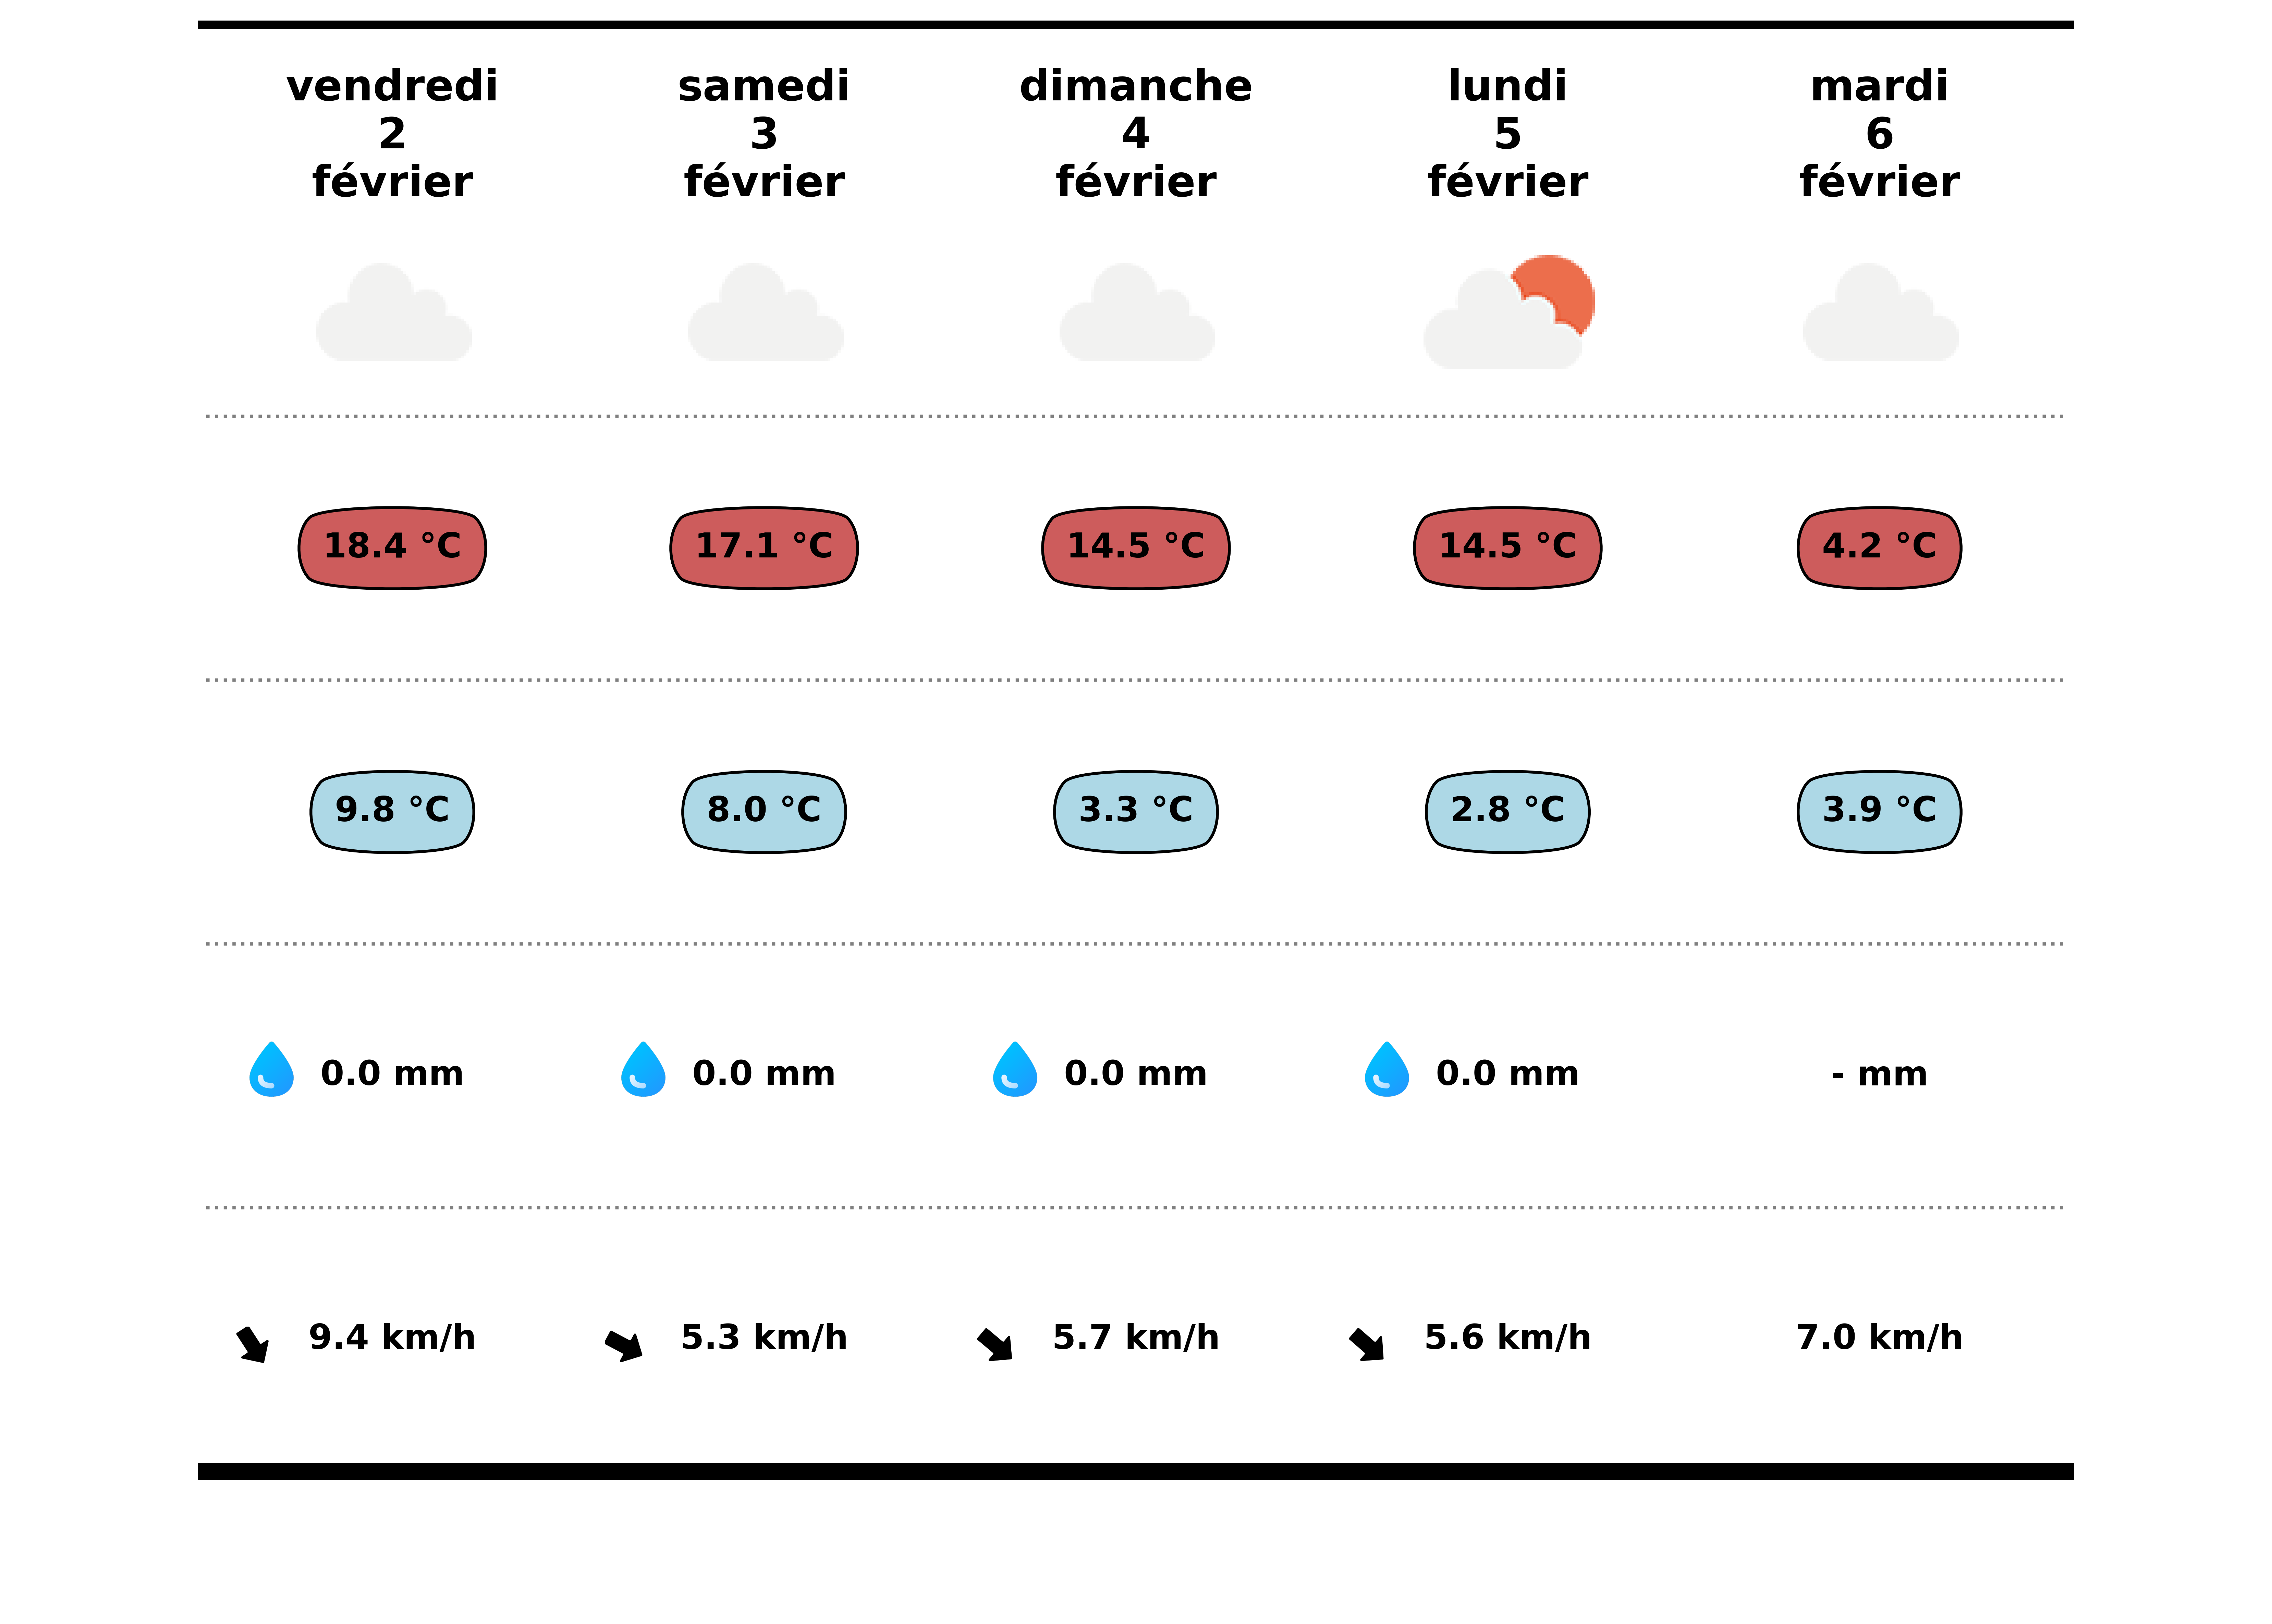 vendredi
2
février
samedi
3
février
dimanche
4
février
lundi
5
février
mardi
6
février
18.4 °C
17.1 °C
14.5 °C
14.5 °C
4.2 °C
9.8 °C
8.0 °C
3.3 °C
2.8 °C
3.9 °C
0.0 mm
0.0 mm
0.0 mm
0.0 mm
- mm
9.4 km/h
5.3 km/h
5.7 km/h
5.6 km/h
7.0 km/h